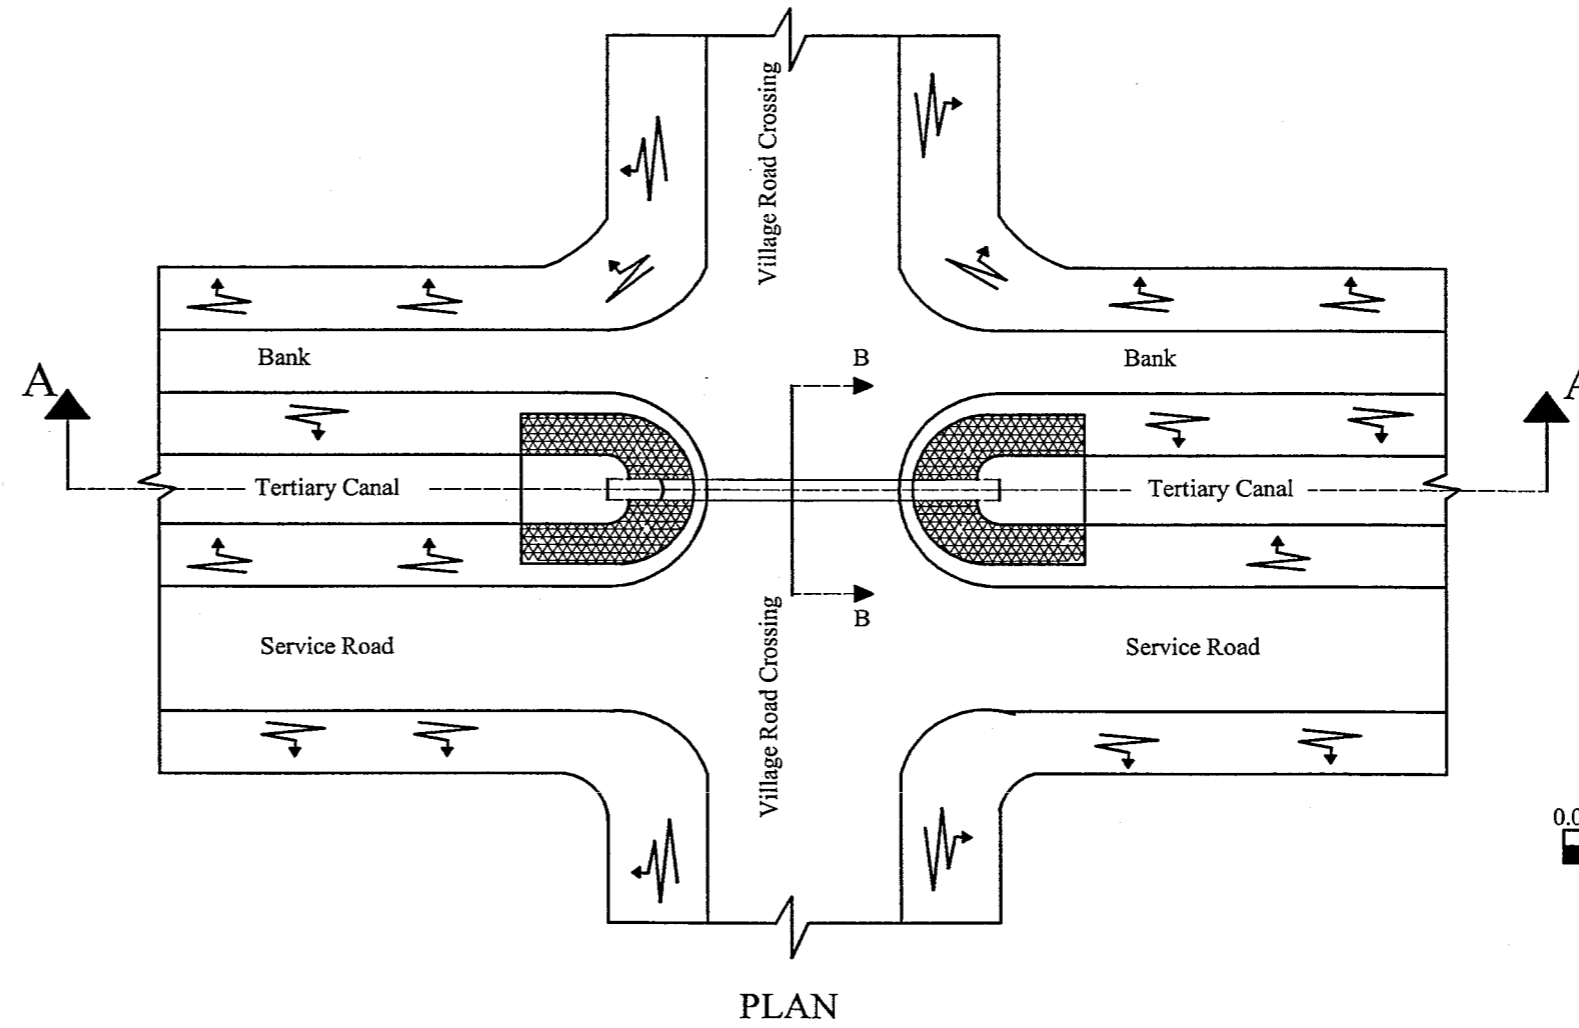 Village Road Crossing
Bank
Bank
B
A
A
Tertiary Canal
Tertiary Canal
B
Service Road
Service Road
Village Road Crossing
PLAN